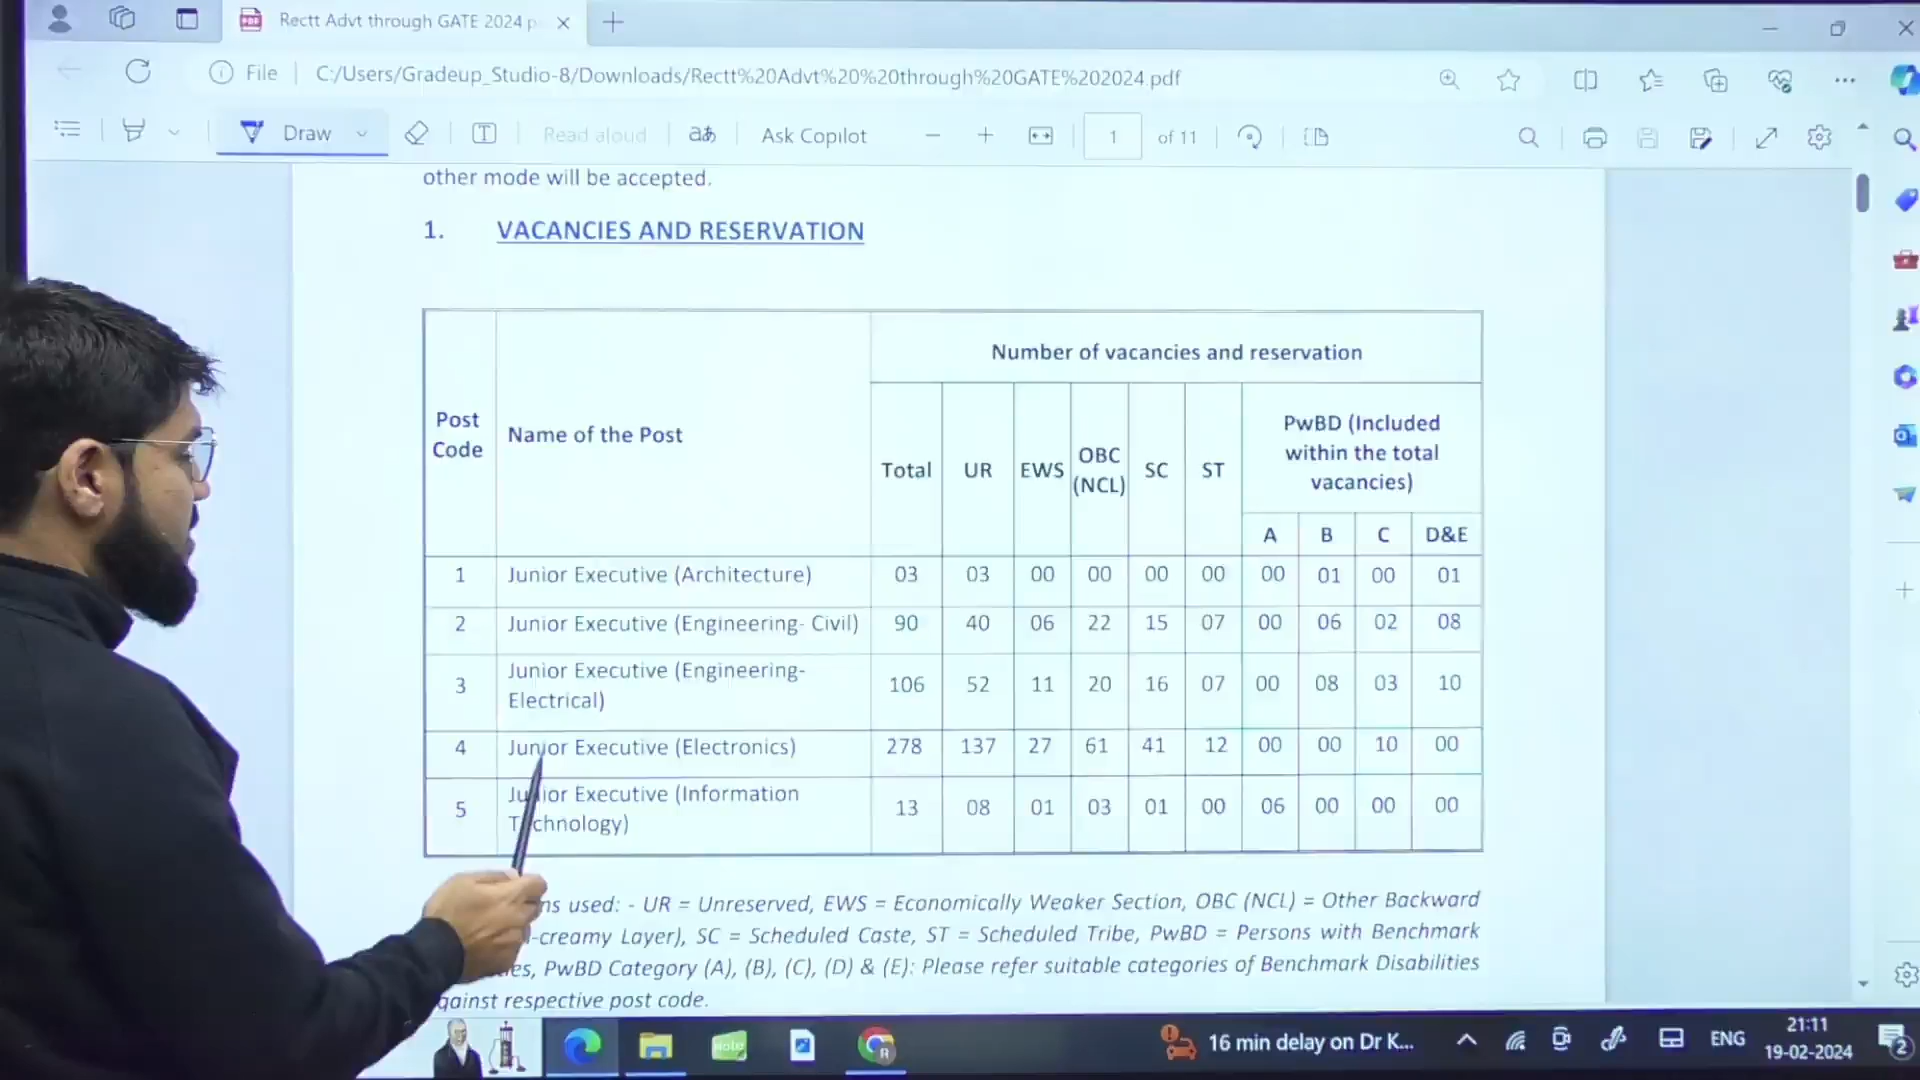 Rectt Advt through GATE 2024 p
File
C:/Users/Gradeup_Studio-8/Downloads/Rectt%20Advt%20%20through%20GATE%202024.pdf
Draw
Read aloud
aあ
Ask Copilot
1
of 11
other mode will be accepted.
1. VACANCIES AND RESERVATION
Post Code
Name of the Post
Number of vacancies and reservation
Total UR EWS OBC (NCL) SC ST
PwBD (Included within the total vacancies)
A B C D&E
1 Junior Executive (Architecture) 03 03 00 00 00 00 00 01 00 01
2 Junior Executive (Engineering- Civil) 90 40 06 22 15 07 00 06 02 08
3 Junior Executive (Engineering- Electrical) 106 52 11 20 16 07 00 08 03 10
4 Junior Executive (Electronics) 278 137 27 61 41 12 00 00 10 00
5 Junior Executive (Information Technology) 13 08 01 03 01 00 06 00 00 00
used: - UR = Unreserved, EWS = Economically Weaker Section, OBC (NCL) = Other Backward
-creamy Layer), SC = Scheduled Caste, ST = Scheduled Tribe, PwBD = Persons with Benchmark
PwBD Category (A), (B), (C), (D) & (E): Please refer suitable categories of Benchmark Disabilities
gainst respective post code.
16 min delay on Dr K...
ENG
21:11
19-02-2024
2